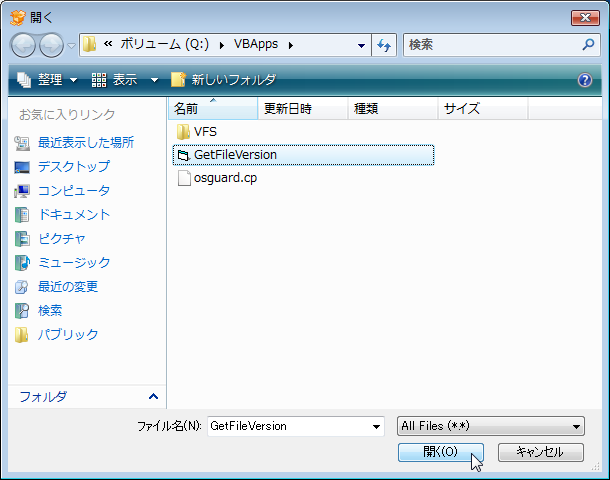 開く
« ボリューム (Q:) ▸ VBApps ▸
検索
整理
表示
新しいフォルダ
お気に入りリンク
最近表示した場所
デスクトップ
コンピュータ
ドキュメント
ピクチャ
ミュージック
最近の変更
検索
パブリック
フォルダ
名前 更新日時 種類 サイズ
VFS
GetFileVersion
osguard.cp
ファイル名(N): GetFileVersion
All Files (*.*)
開く(O) キャンセル